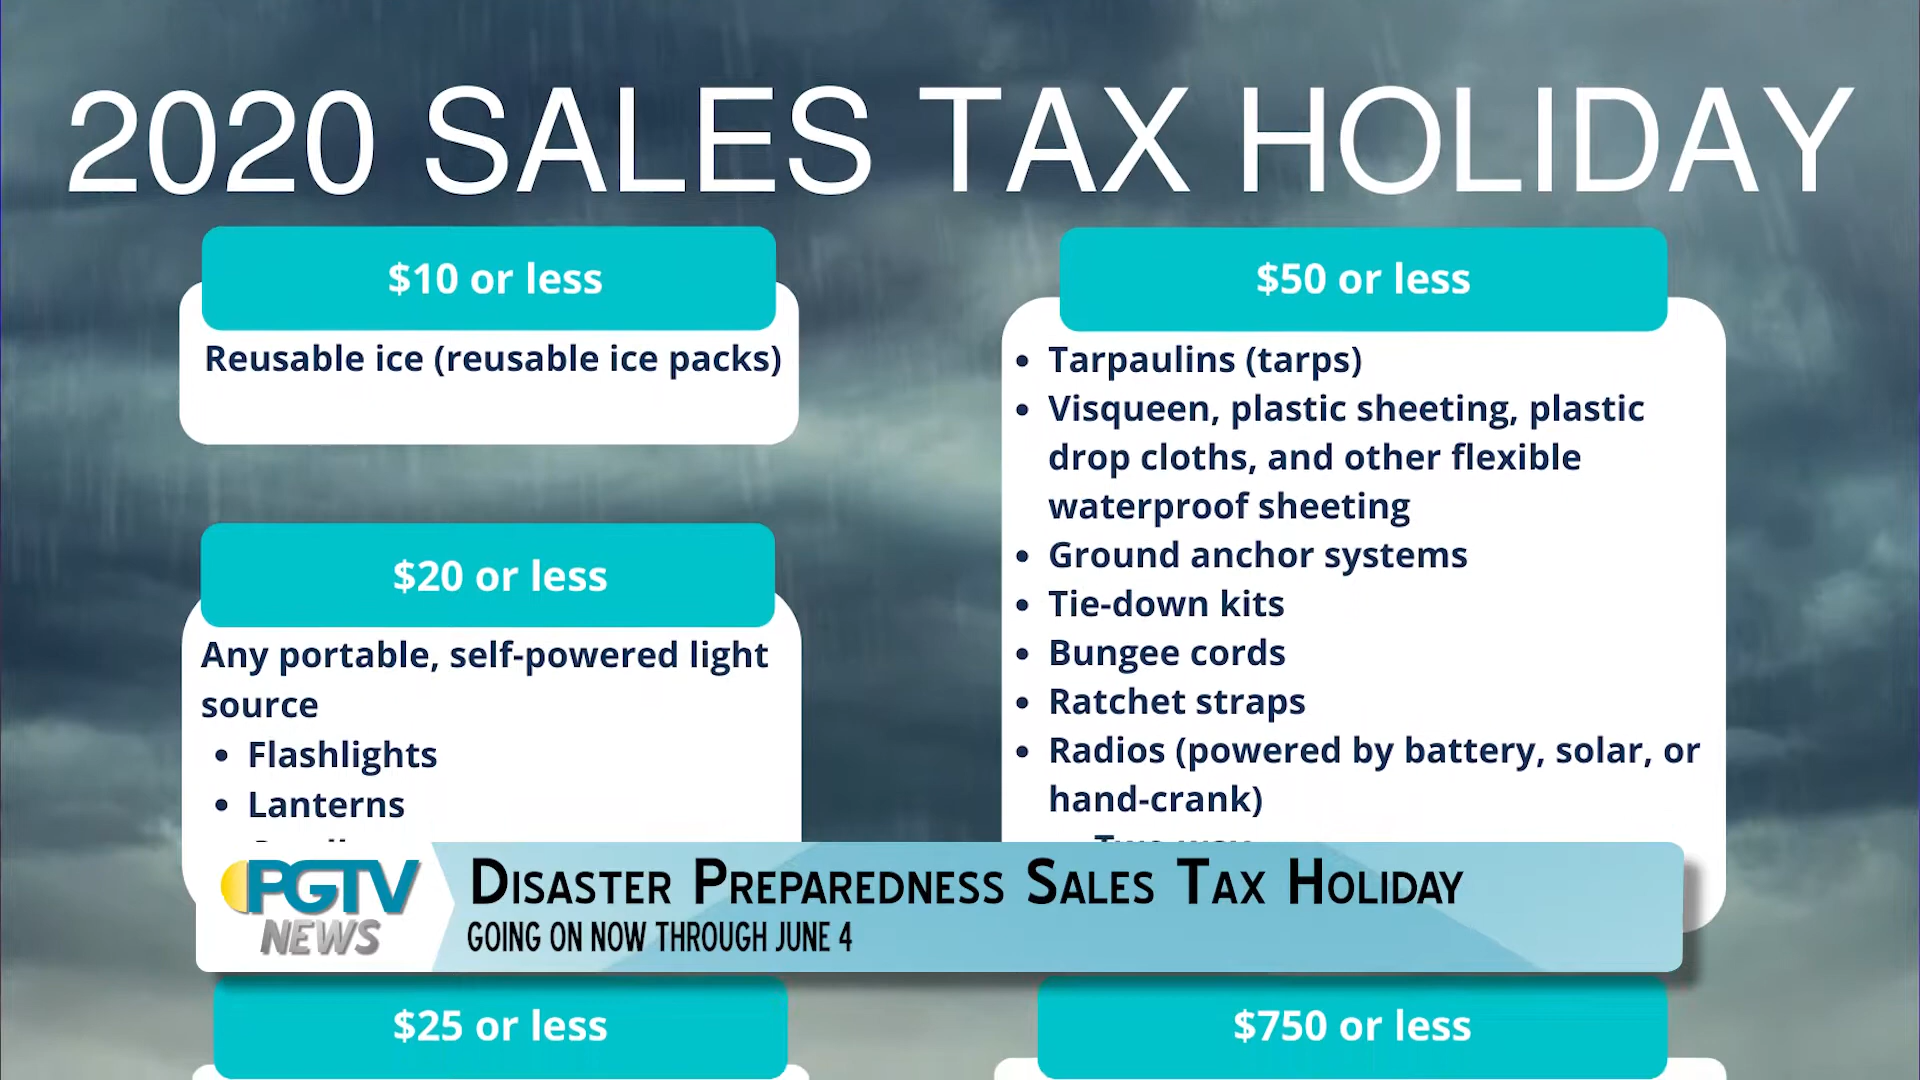 2020 SALES TAX HOLIDAY
$10 or less
Reusable ice (reusable ice packs)
$20 or less
Any portable, self-powered light
source
• Flashlights
• Lanterns
$50 or less
• Tarpaulins (tarps)
• Visqueen, plastic sheeting, plastic
drop cloths, and other flexible
waterproof sheeting
• Ground anchor systems
• Tie-down kits
• Bungee cords
• Ratchet straps
• Radios (powered by battery, solar, or
hand-crank)
PGTV
NEWS
DISASTER PREPAREDNESS SALES TAX HOLIDAY
GOING ON NOW THROUGH JUNE 4
$25 or less
$750 or less